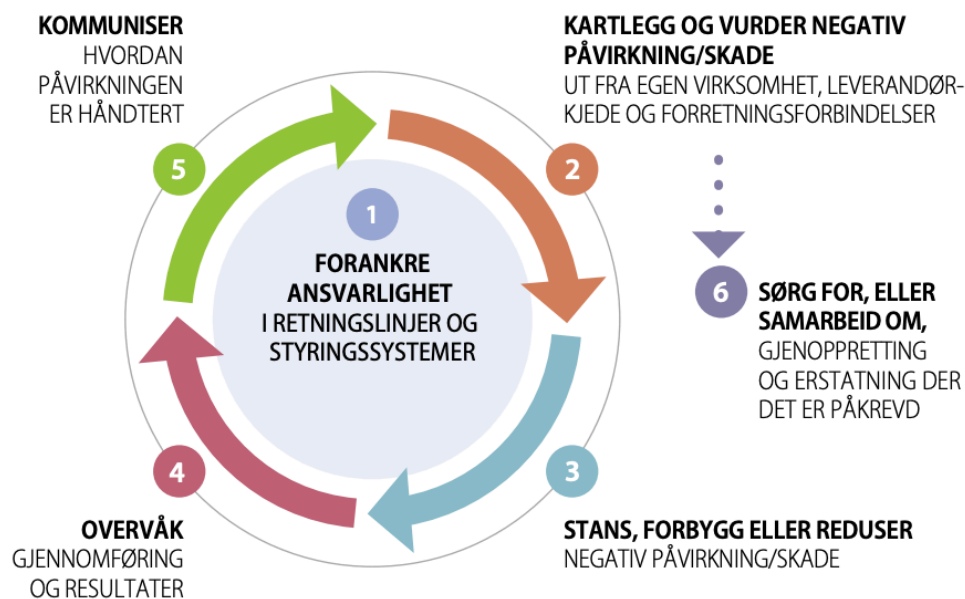 KOMMUNISER
HVORDAN
PÅVIRKNINGEN
ER HÅNDTERT
5
KARTLEGG OG VURDER NEGATIV
PÅVIRKNING/SKADE
UT FRA EGEN VIRKSOMHET, LEVERANDØR-
KJEDE OG FORRETNINGSFORBINDELSER
2
1
FORANKRE
ANSVARLIGHET
I RETNINGSLINJER OG
STYRINGSSYSTEMER
6
SØRG FOR, ELLER
SAMARBEID OM,
GJENOPPRETTING
OG ERSTATNING DER
DET ER PÅKREVD
4
OVERVÅK
GJENNOMFØRING
OG RESULTATER
3
STANS, FORBYGG ELLER REDUSER
NEGATIV PÅVIRKNING/SKADE